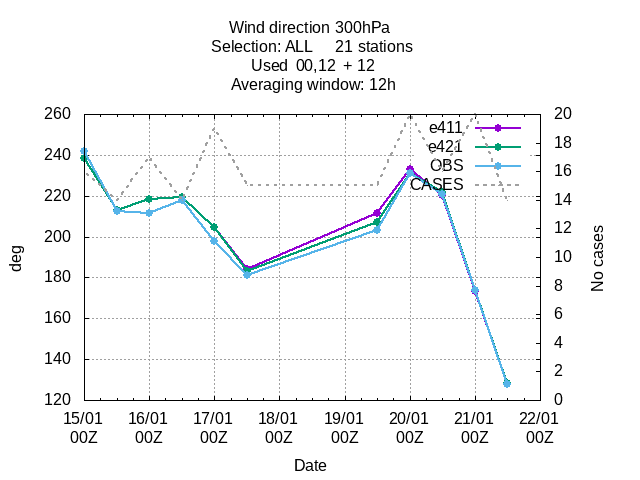 Wind direction 300hPa
Selection: ALL     21 stations
Used  00,12  + 12
Averaging window: 12h
260
240
220
200
180
160
140
120
20
18
16
14
12
10
8
6
4
2
0
deg
No cases
e411
e421
OBS
CASES
15/01 16/01 17/01 18/01 19/01 20/01 21/01 22/01
00Z 00Z 00Z 00Z 00Z 00Z 00Z 00Z
Date